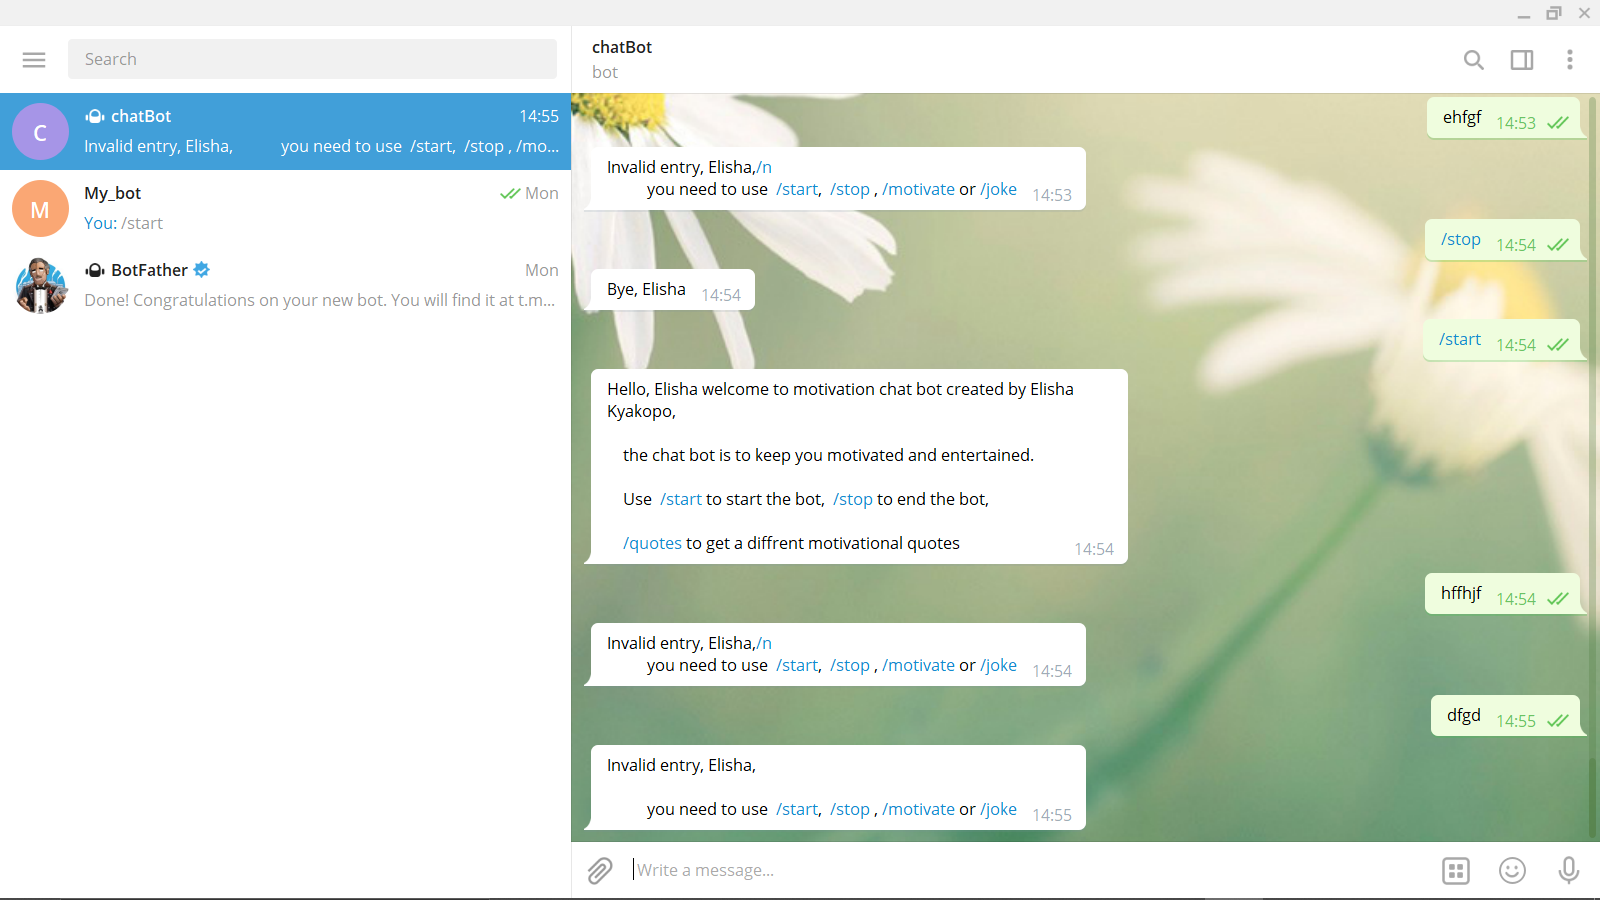 Search
C
chatBot 14:55
Invalid entry, Elisha, you need to use /start, /stop , /mo...
M
My_bot Mon
You: /start
BotFather Mon
Done! Congratulations on your new bot. You will find it at t.m...
chatBot
bot
ehfgf 14:53
Invalid entry, Elisha,/n
you need to use /start, /stop , /motivate or /joke 14:53
/stop 14:54
Bye, Elisha 14:54
/start 14:54
Hello, Elisha welcome to motivation chat bot created by Elisha
Kyakopo,
the chat bot is to keep you motivated and entertained.
Use /start to start the bot, /stop to end the bot,
/quotes to get a diffrent motivational quotes 14:54
hffhjf 14:54
Invalid entry, Elisha,/n
you need to use /start, /stop , /motivate or /joke 14:54
dfgd 14:55
Invalid entry, Elisha,
you need to use /start, /stop , /motivate or /joke 14:55
Write a message...